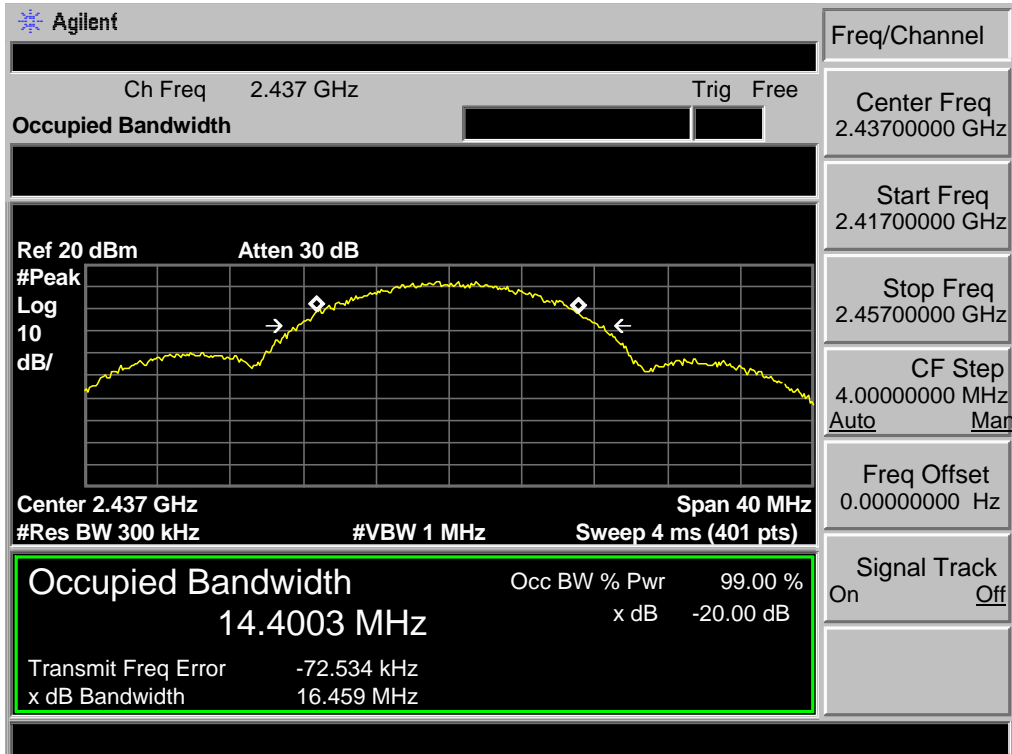 Agilent
Freq/Channel
Ch Freq 2.437 GHz Trig Free
Occupied Bandwidth
Center Freq
2.43700000 GHz
Start Freq
2.41700000 GHz
Ref 20 dBm Atten 30 dB
#Peak
Log
10
dB/
Stop Freq
2.45700000 GHz
CF Step
4.00000000 MHz
Auto Man
Freq Offset
0.00000000 Hz
Center 2.437 GHz Span 40 MHz
#Res BW 300 kHz #VBW 1 MHz Sweep 4 ms (401 pts)
Signal Track
On Off
Occupied Bandwidth
14.4003 MHz
Occ BW % Pwr 99.00 %
x dB -20.00 dB
Transmit Freq Error -72.534 kHz
x dB Bandwidth 16.459 MHz